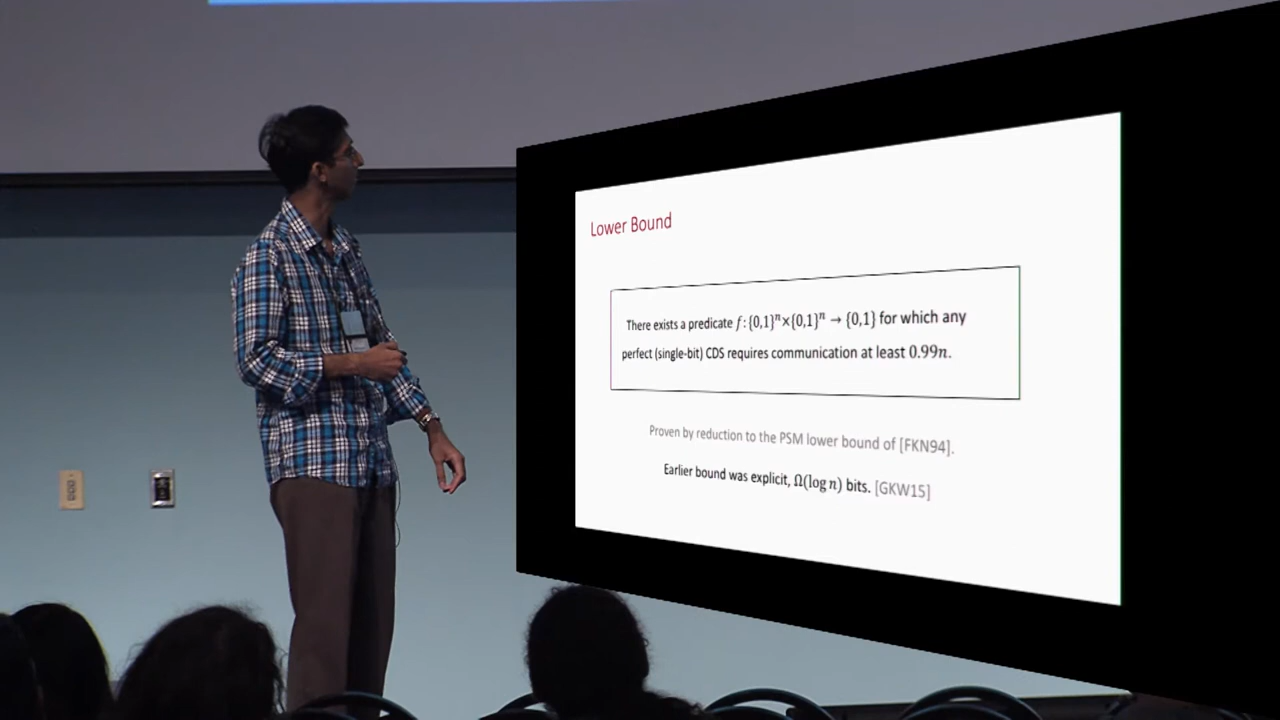 Lower Bound
There exists a predicate f:{0,1}ⁿ×{0,1}ⁿ → {0,1} for which any
perfect (single-bit) CDS requires communication at least 0.99n.
Proven by reduction to the PSM lower bound of [FKN94].
Earlier bound was explicit, Ω(log n) bits. [GKW15]